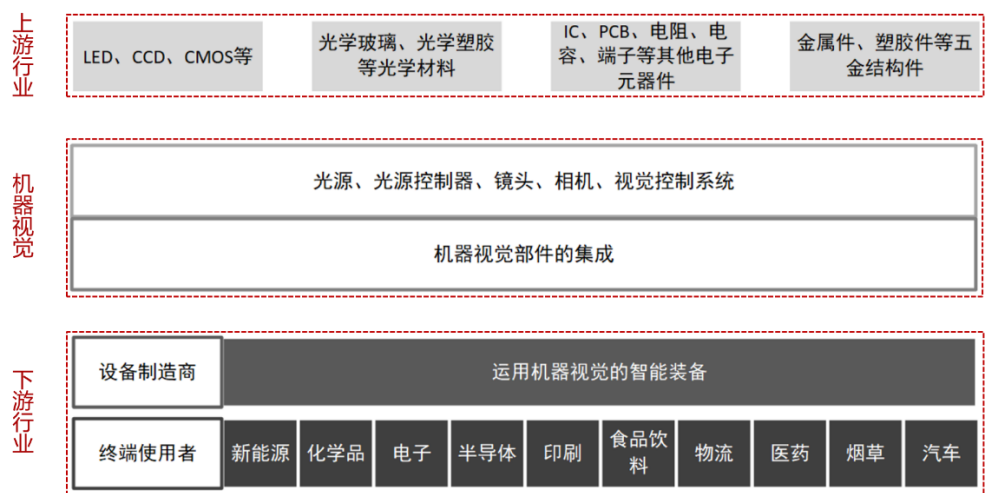 上游行业
LED、CCD、CMOS等
光学玻璃、光学塑胶
等光学材料
IC、PCB、电阻、电
容、端子等其他电子
元器件
金属件、塑胶件等五
金结构件
机器视觉
光源、光源控制器、镜头、相机、视觉控制系统
机器视觉部件的集成
下游行业
设备制造商
运用机器视觉的智能装备
终端使用者
新能源
化学品
电子
半导体
印刷
食品饮
料
物流
医药
烟草
汽车